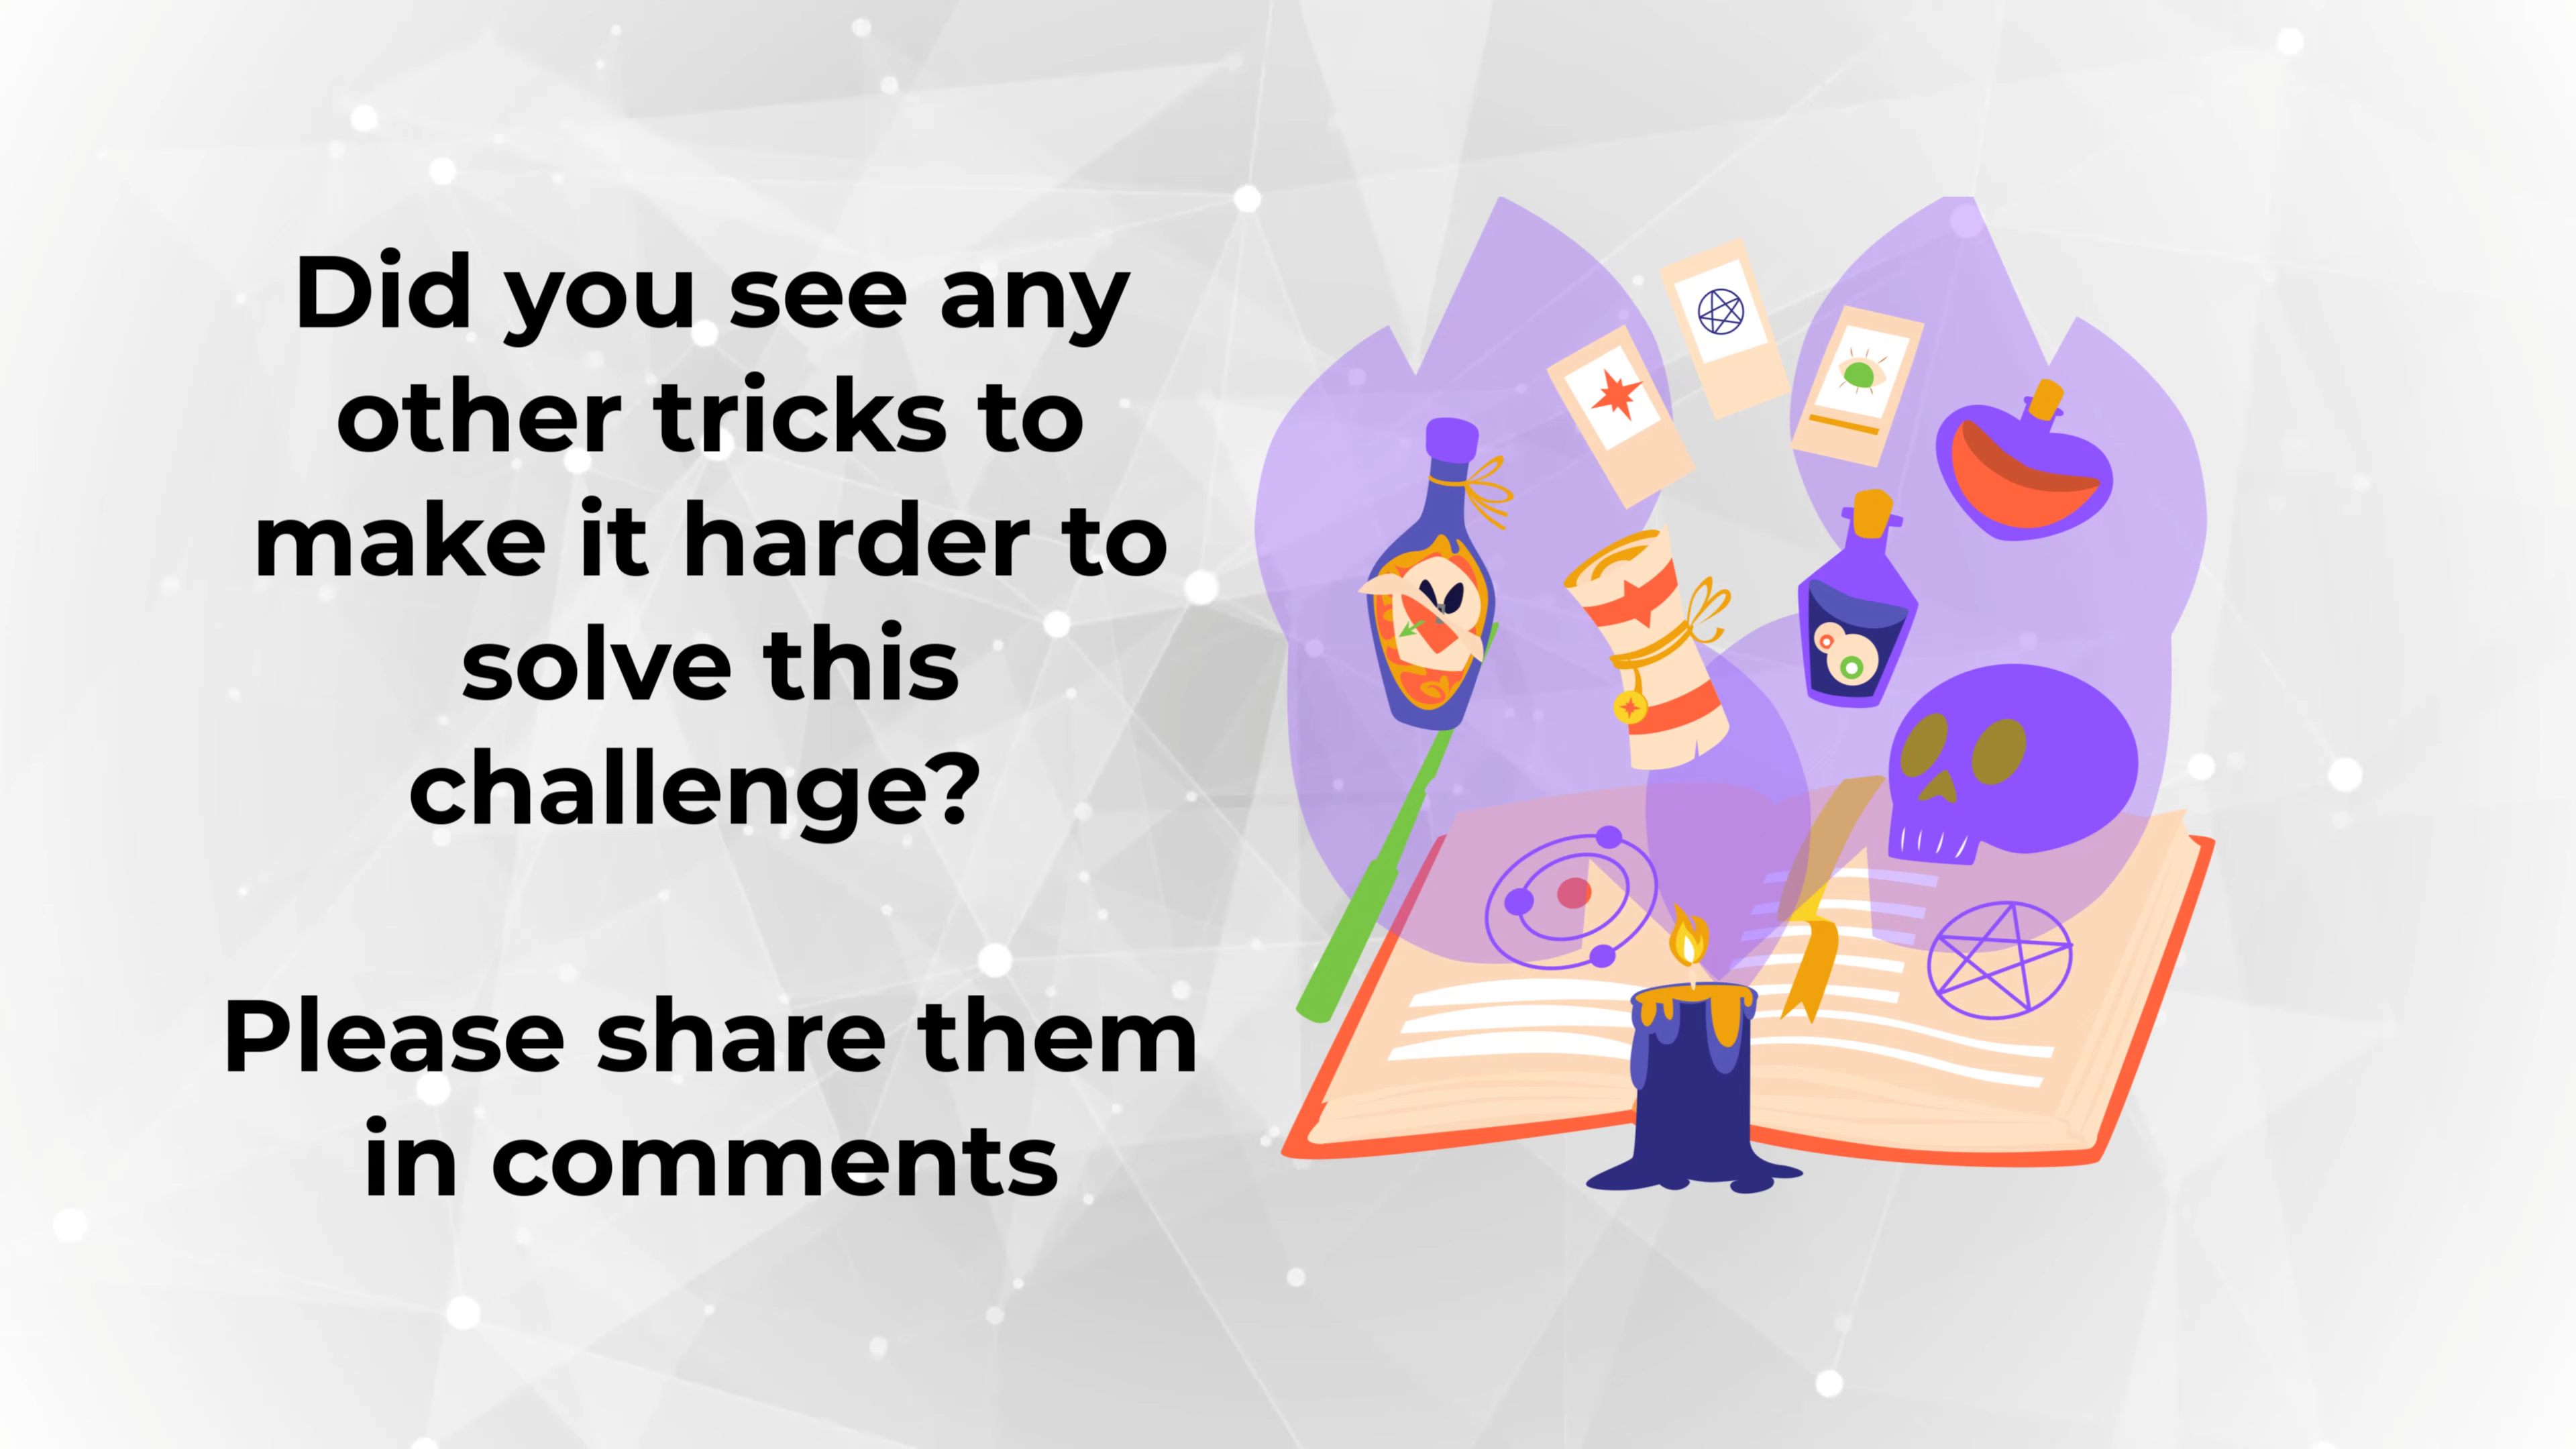 Did you see any
other tricks to
make it harder to
solve this
challenge?
Please share them
in comments